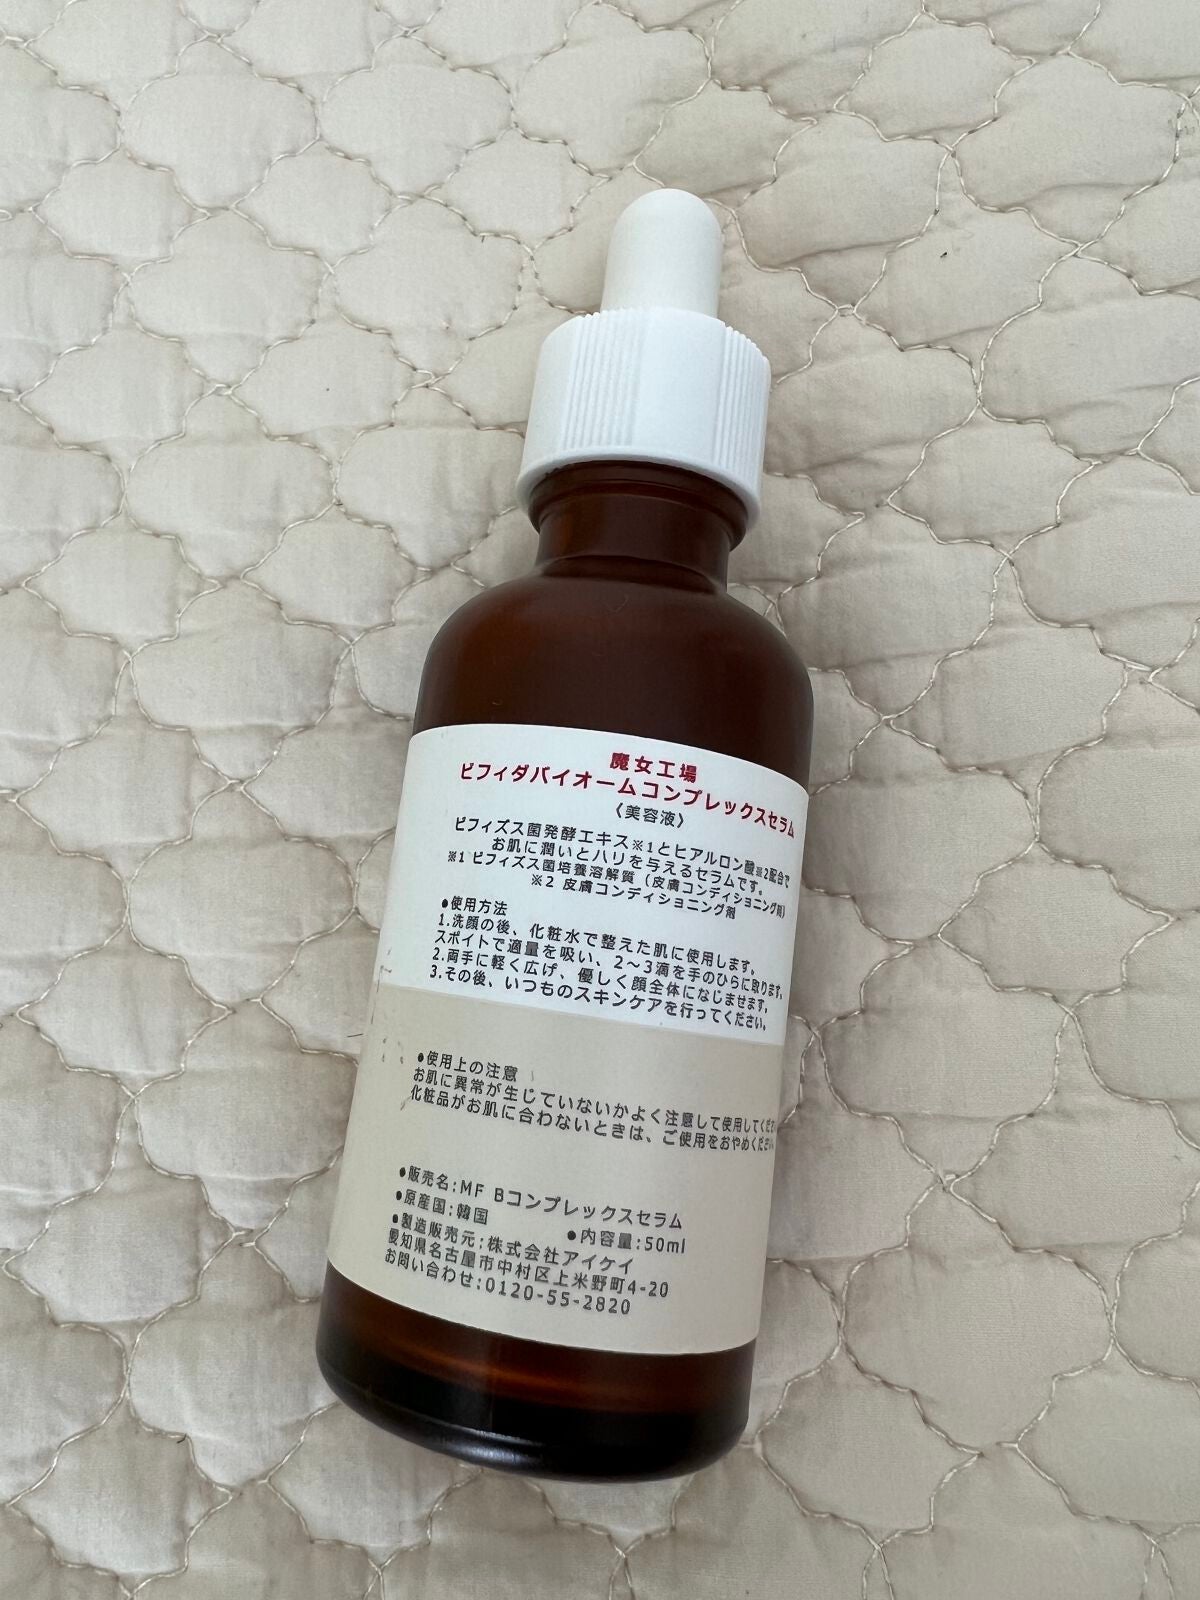 魔女工場
ビフィダバイオームコンプレックスセラム
〈美容液〉
ビフィズス菌発酵エキス※1とヒアルロン酸※2配合で
お肌に潤いとハリを与えるセラムです。
※1 ビフィズス菌培養溶解質（皮膚コンディショニング剤）
※2 皮膚コンディショニング剤
●使用方法
1.洗顔の後、化粧水で整えた肌に使用します。
スポイトで適量を吸い、2～3滴を手のひらに取ります。
2.両手に軽く広げ、優しく顔全体になじませます。
3.その後、いつものスキンケアを行ってください。
●使用上の注意
お肌に異常が生じていないかよく注意して使用してくださ
化粧品がお肌に合わないときは、ご使用をおやめください。
●販売名:MF Bコンプレックスセラム
●原産国:韓国 ●内容量:50ml
●製造販売元:株式会社アイケイ
愛知県名古屋市中村区上米野町4-20
お問い合わせ:0120-55-2820